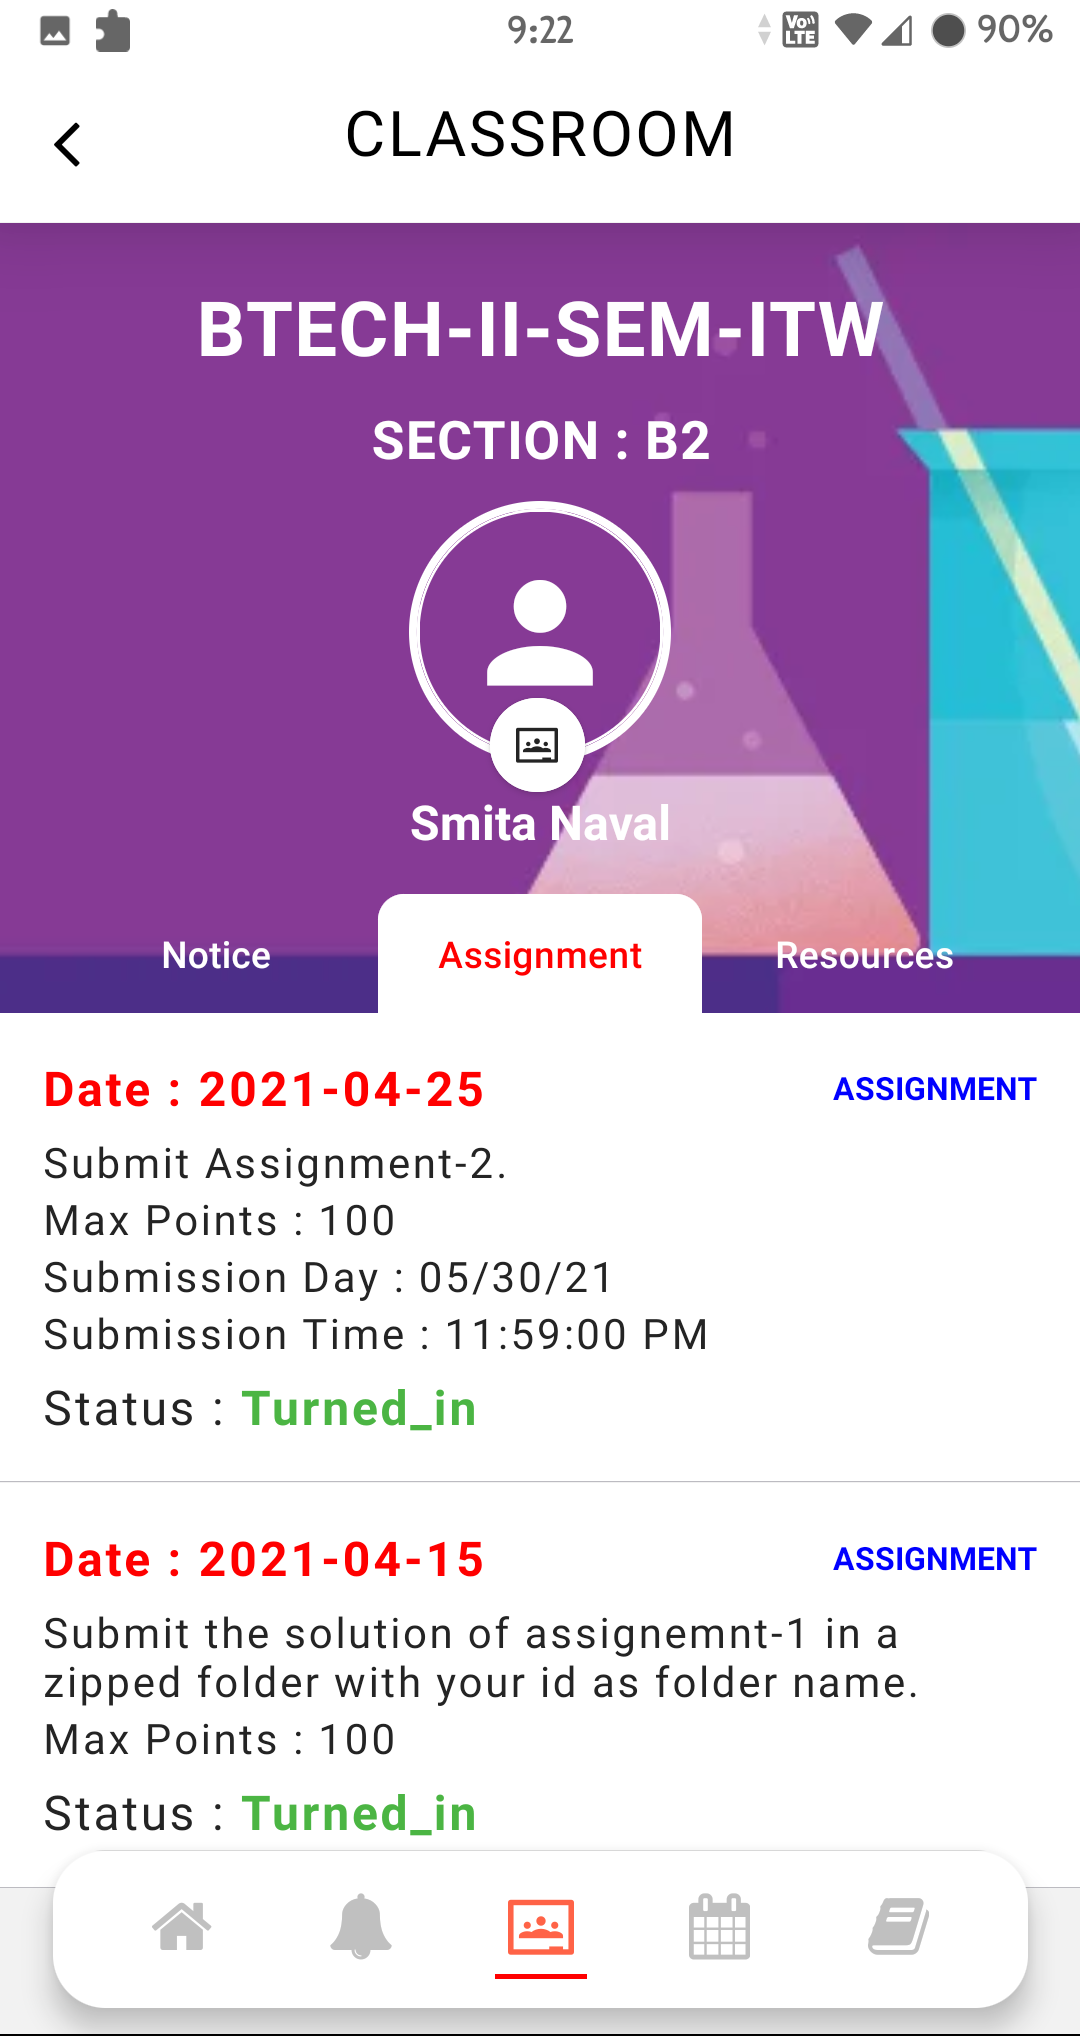 9:22
Vo))
LTE
90%
CLASSROOM
BTECH-II-SEM-ITW
SECTION : B2
Smita Naval
Notice
Assignment
Resources
Date : 2021-04-25
ASSIGNMENT
Submit Assignment-2.
Max Points : 100
Submission Day : 05/30/21
Submission Time : 11:59:00 PM
Status : Turned_in
Date : 2021-04-15
ASSIGNMENT
Submit the solution of assignemnt-1 in a
zipped folder with your id as folder name.
Max Points : 100
Status : Turned_in